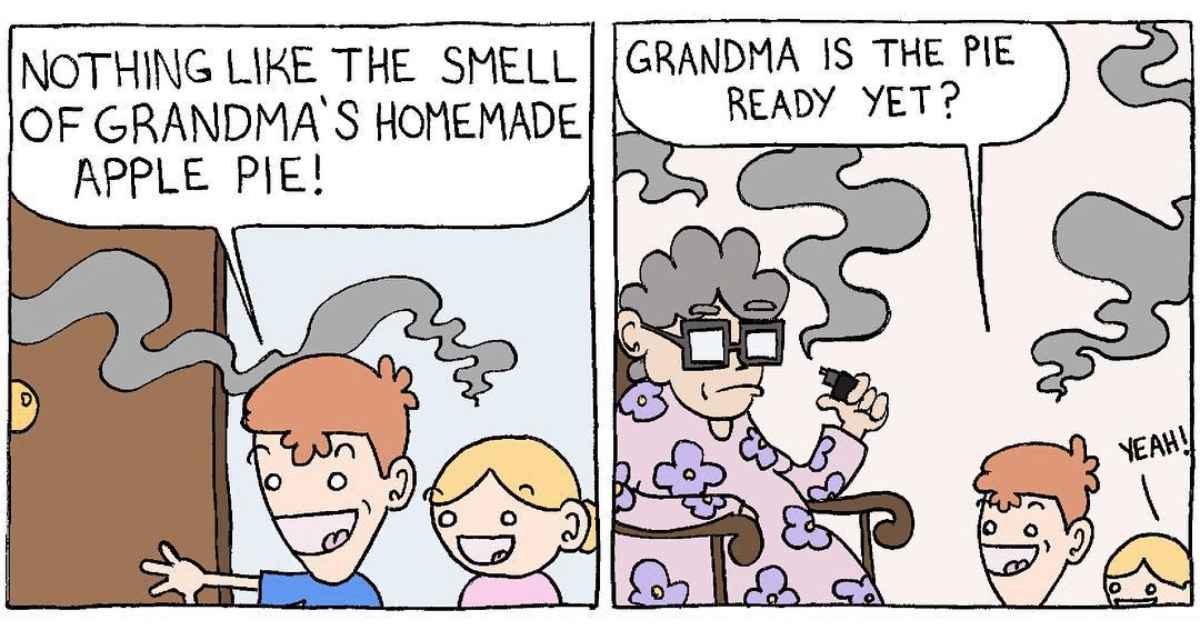 NOTHING LIKE THE SMELL
OF GRANDMA'S HOMEMADE
APPLE PIE!
GRANDMA IS THE PIE
READY YET?
YEAH!